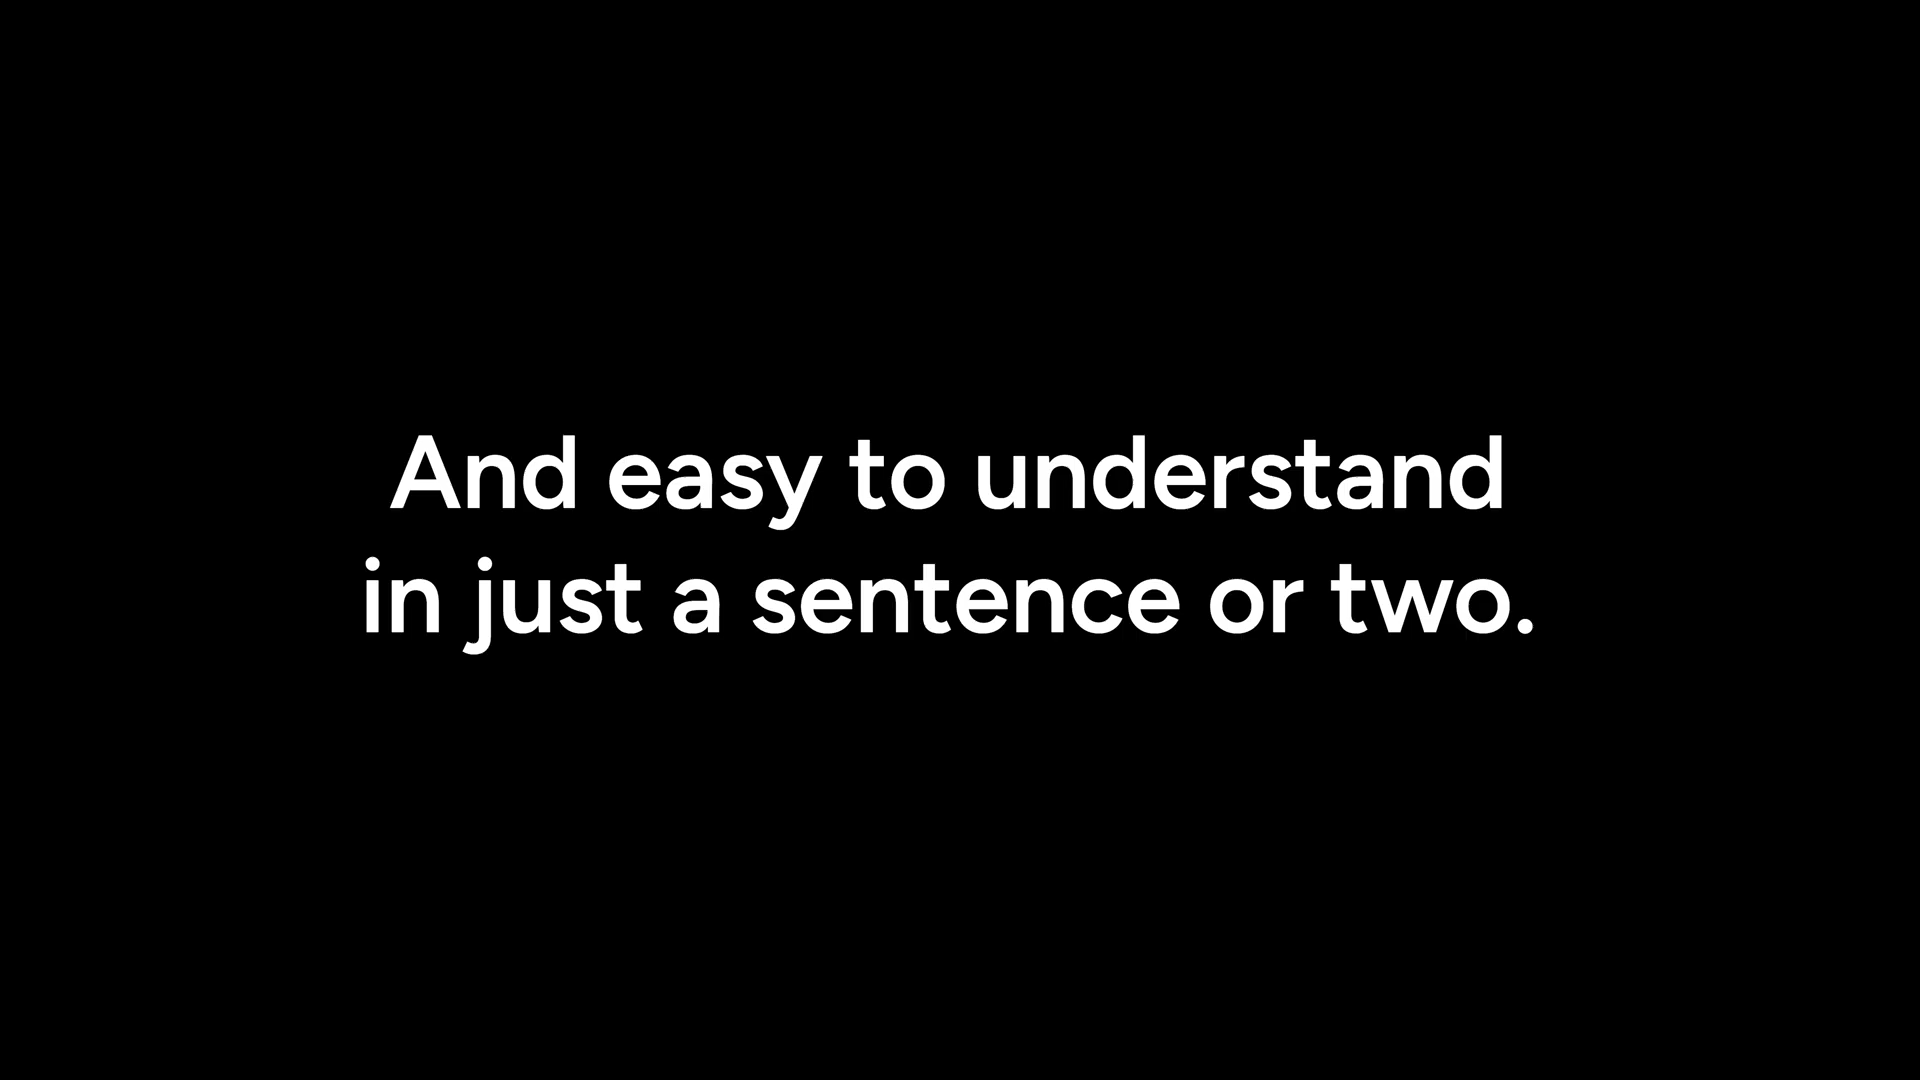 And easy to understand
in just a sentence or two.